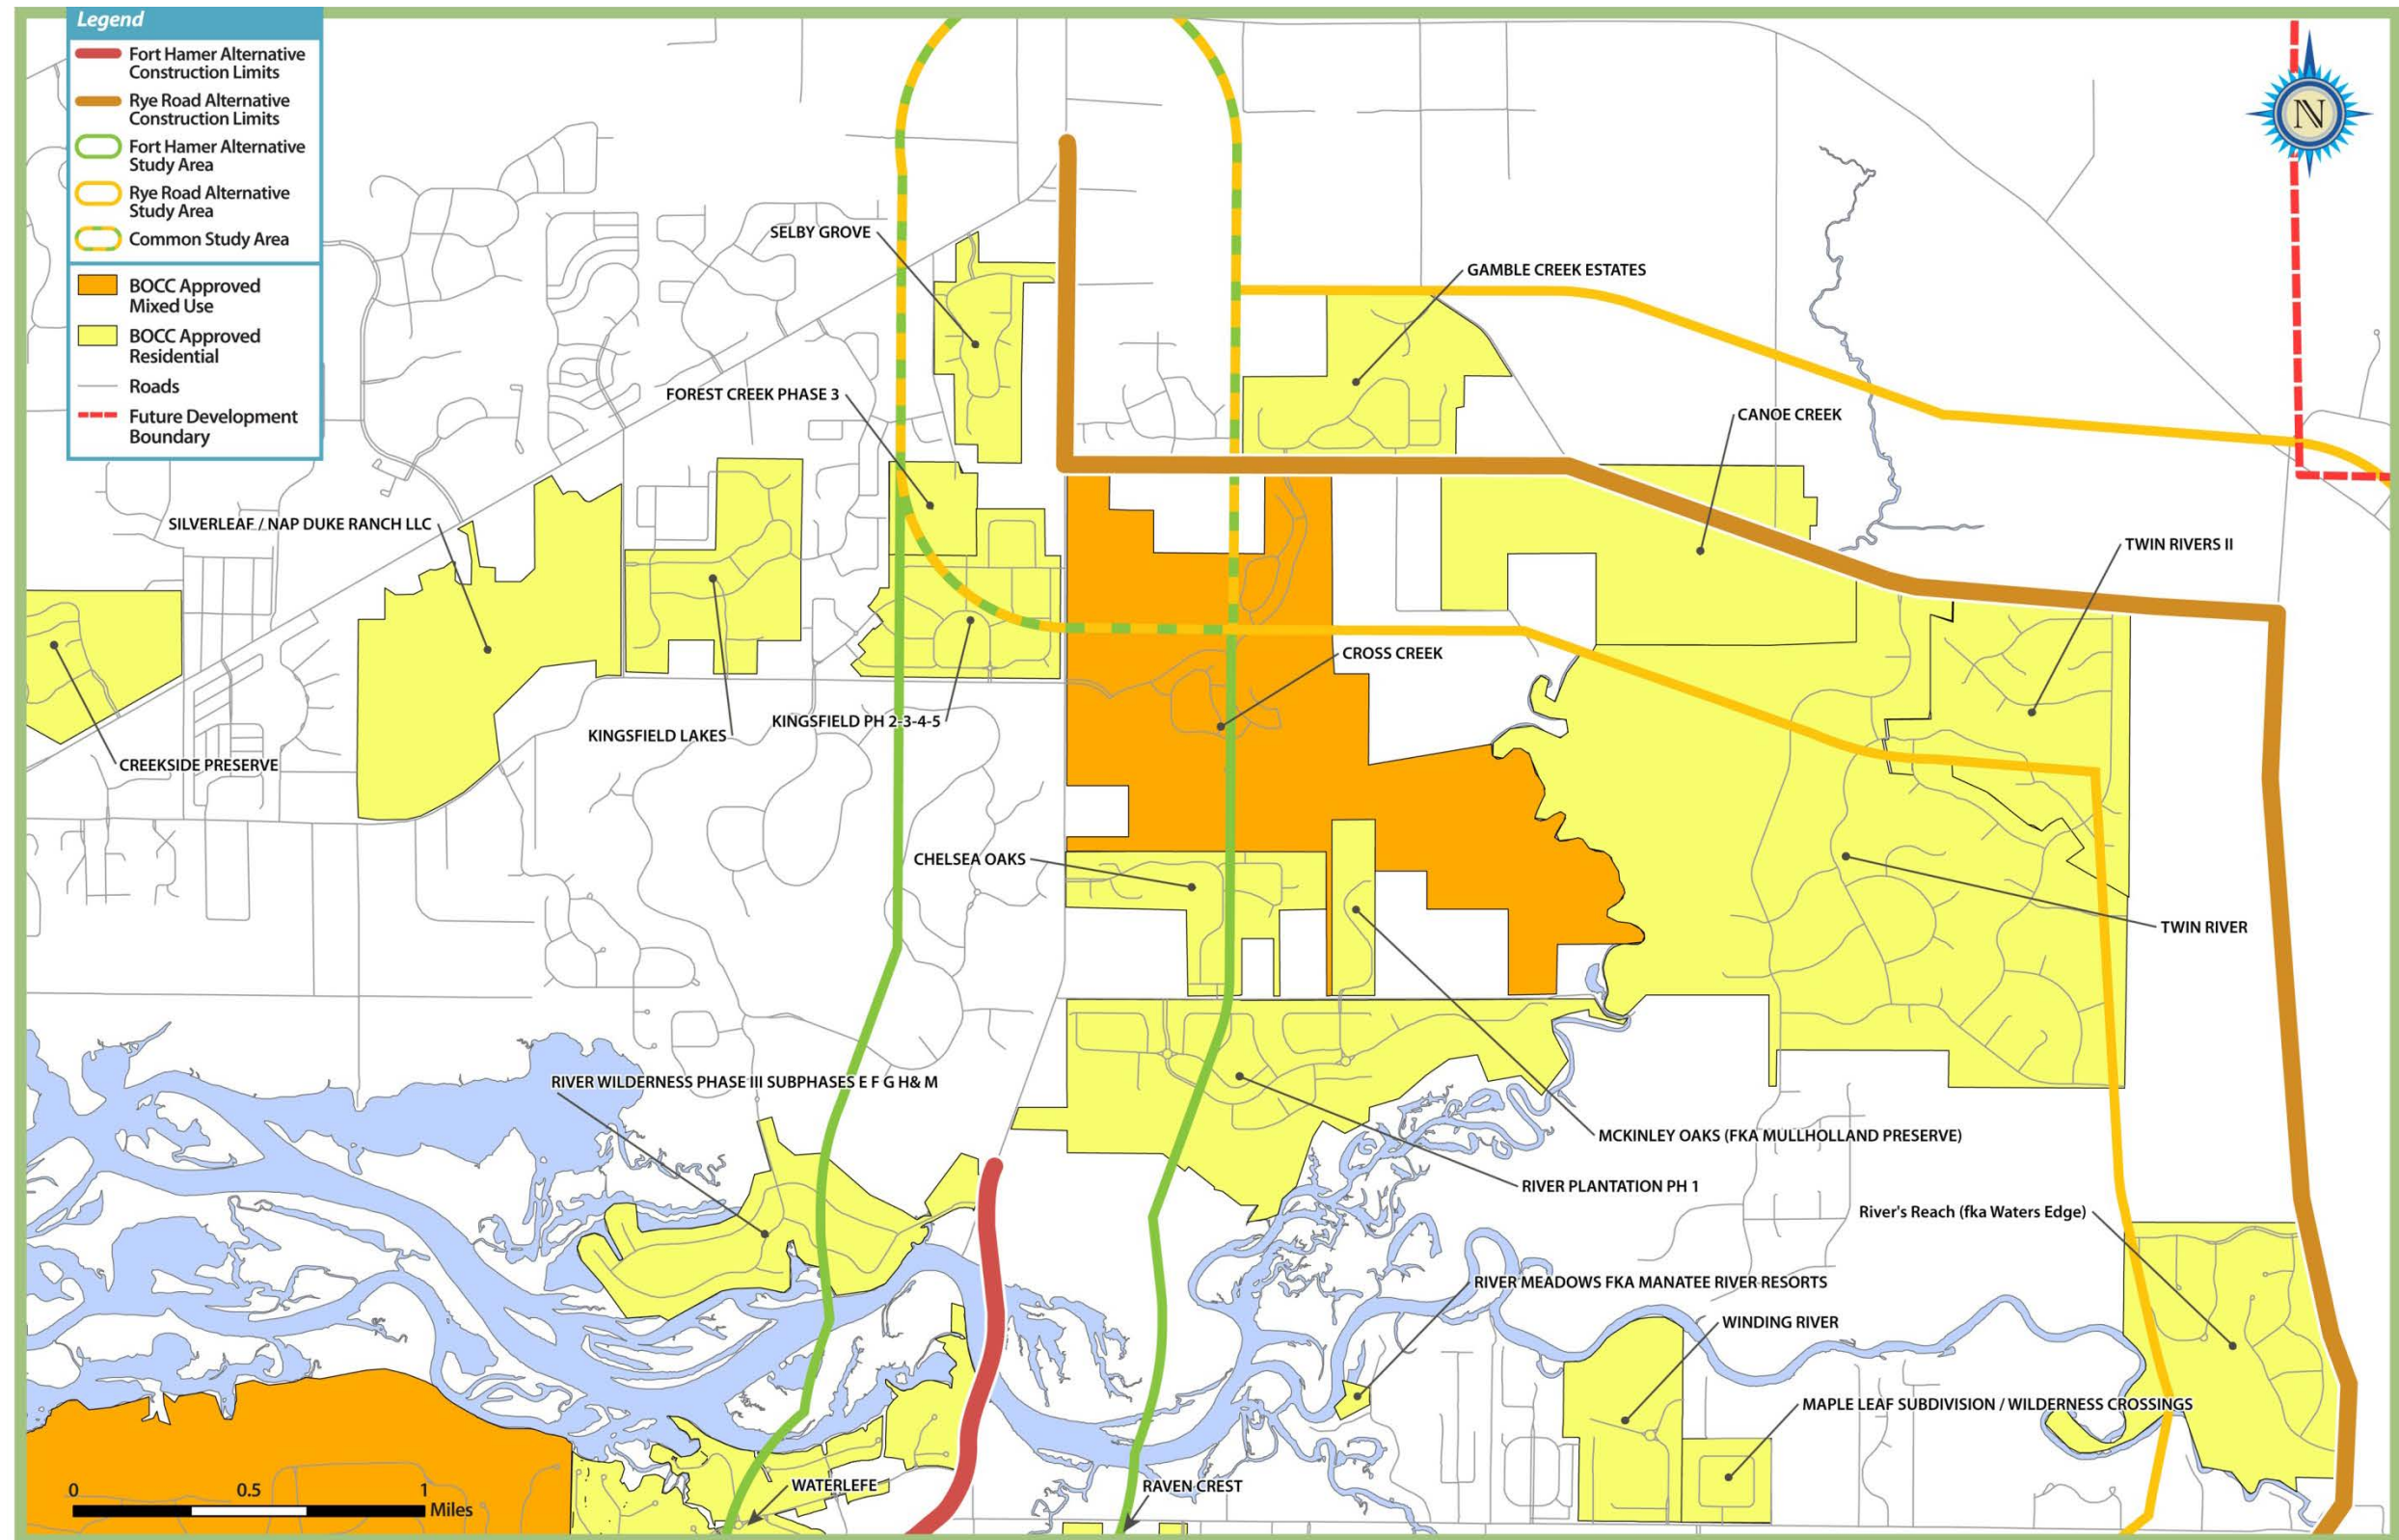 Legend
Fort Hamer Alternative
Construction Limits
Rye Road Alternative
Construction Limits
Fort Hamer Alternative
Study Area
Rye Road Alternative
Study Area
Common Study Area
BOCC Approved
Mixed Use
BOCC Approved
Residential
Roads
Future Development
Boundary
N
SELBY GROVE
GAMBLE CREEK ESTATES
FOREST CREEK PHASE 3
CANOE CREEK
SILVERLEAF / NAP DUKE RANCH LLC
TWIN RIVERS II
CROSS CREEK
KINGSFIELD PH 2-3-4-5
KINGSFIELD LAKES
CREEKSIDE PRESERVE
CHELSEA OAKS
TWIN RIVER
RIVER WILDERNESS PHASE III SUBPHASES E F G H& M
MCKINLEY OAKS (FKA MULLHOLLAND PRESERVE)
RIVER PLANTATION PH 1
River's Reach (fka Waters Edge)
RIVER MEADOWS FKA MANATEE RIVER RESORTS
WINDING RIVER
MAPLE LEAF SUBDIVISION / WILDERNESS CROSSINGS
WATERLEFE
RAVEN CREST
0 0.5 1
Miles